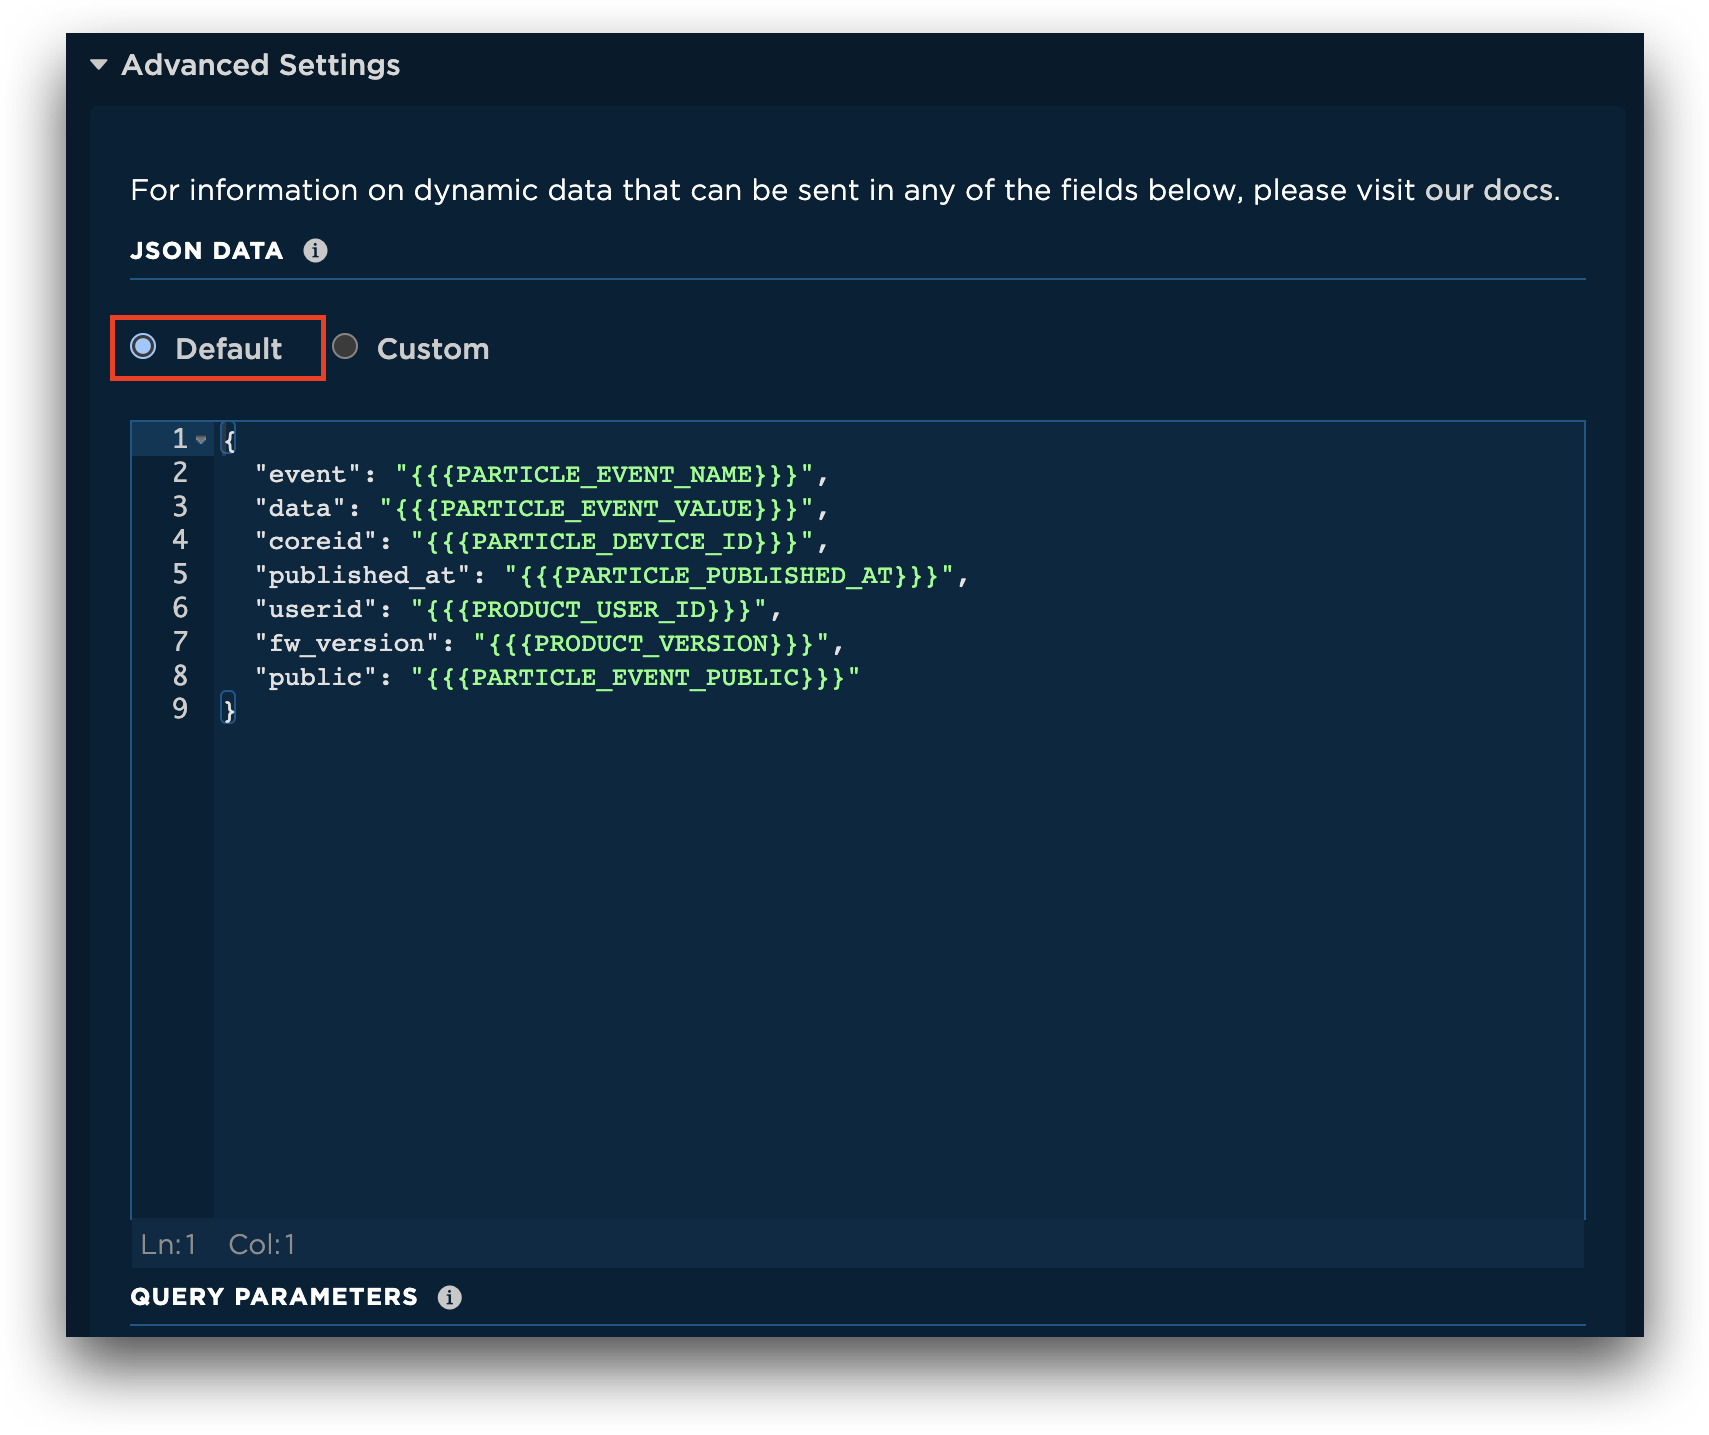 Advanced Settings
For information on dynamic data that can be sent in any of the fields below, please visit our docs.
JSON DATA i
Default Custom
1 {
2 "event": "{{{PARTICLE_EVENT_NAME}}}",
3 "data": "{{{PARTICLE_EVENT_VALUE}}}",
4 "coreid": "{{{PARTICLE_DEVICE_ID}}}",
5 "published_at": "{{{PARTICLE_PUBLISHED_AT}}}",
6 "userid": "{{{PRODUCT_USER_ID}}}",
7 "fw_version": "{{{PRODUCT_VERSION}}}",
8 "public": "{{{PARTICLE_EVENT_PUBLIC}}}"
9 }
Ln:1 Col:1
QUERY PARAMETERS i